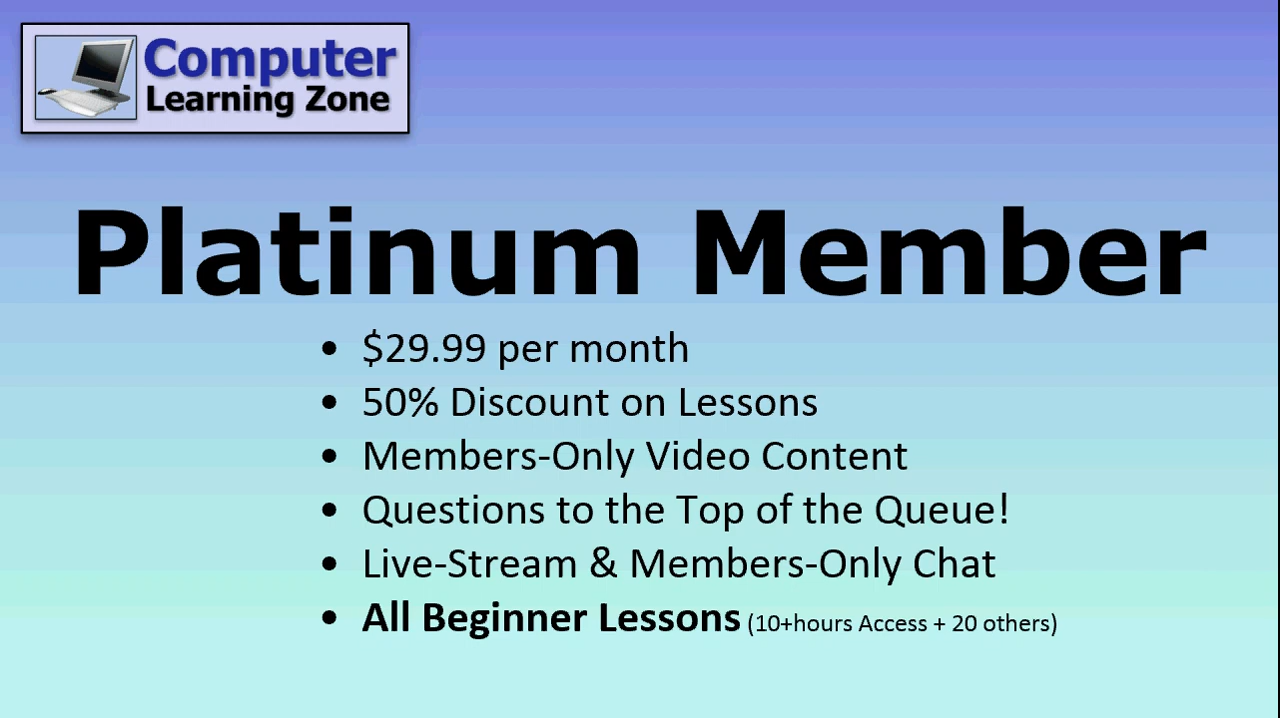 Computer
Learning Zone
Platinum Member
• $29.99 per month
• 50% Discount on Lessons
• Members-Only Video Content
• Questions to the Top of the Queue!
• Live-Stream & Members-Only Chat
• All Beginner Lessons (10+hours Access + 20 others)